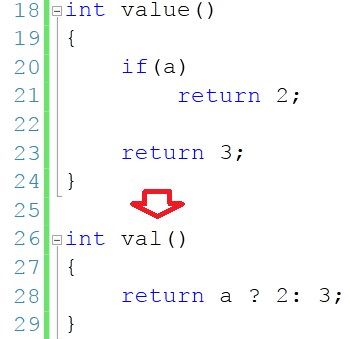 18 int value()
19 {
20     if(a)
21         return 2;
22
23     return 3;
24 }
25
26 int val()
27 {
28     return a ? 2: 3;
29 }